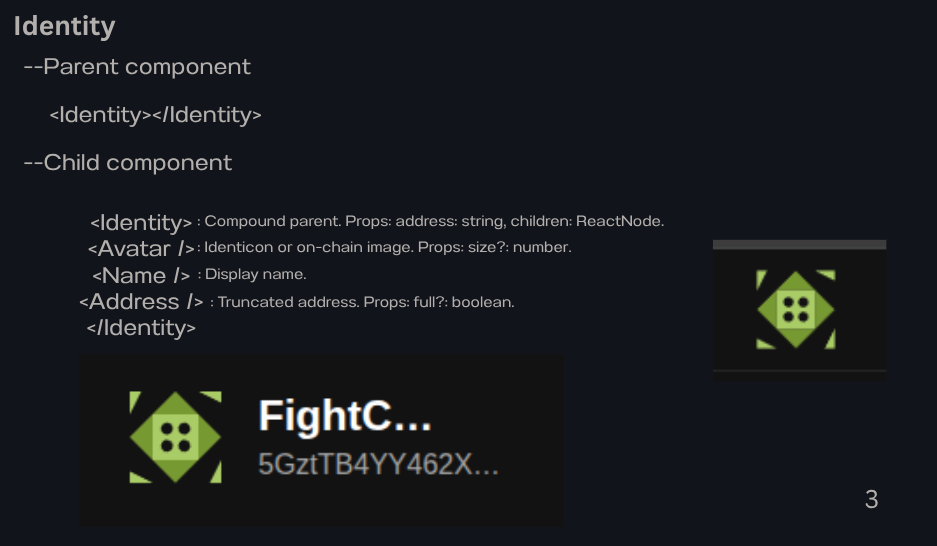 Identity
--Parent component
<Identity></Identity>
--Child component
<Identity> : Compound parent. Props: address: string, children: ReactNode.
<Avatar />: Identicon or on-chain image. Props: size?: number.
<Name /> : Display name.
<Address /> : Truncated address. Props: full?: boolean.
</Identity>
FightC...
5GztTB4YY462X...
3